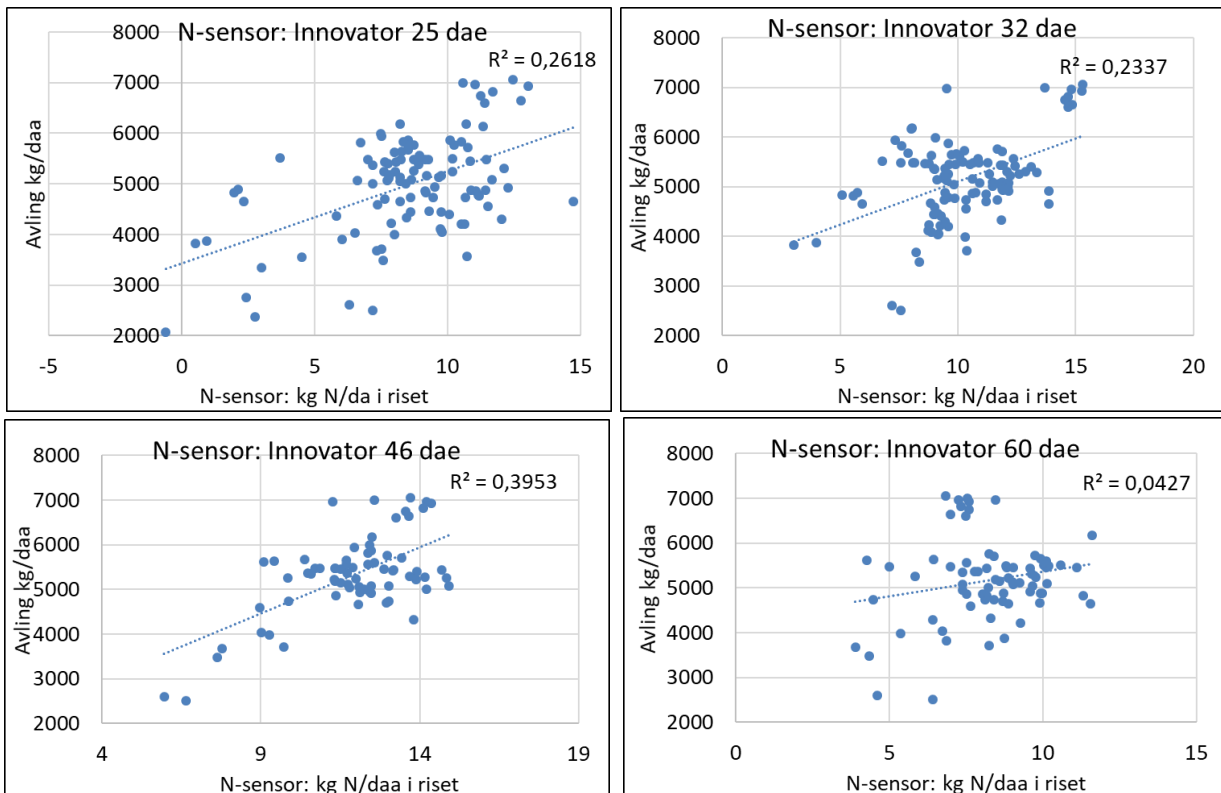 N-sensor: Innovator 25 dae
R² = 0,2618
Avling kg/daa
8000
7000
6000
5000
4000
3000
2000
-5 0 5 10 15
N-sensor: kg N/da i riset
N-sensor: Innovator 32 dae
R² = 0,2337
Avling kg/daa
8000
7000
6000
5000
4000
3000
2000
0 5 10 15 20
N-sensor: kg N/daa i riset
N-sensor: Innovator 46 dae
R² = 0,3953
Avling kg/daa
8000
7000
6000
5000
4000
3000
2000
4 9 14 19
N-sensor: kg N/daa i riset
N-sensor: Innovator 60 dae
R² = 0,0427
Avling kg/daa
8000
7000
6000
5000
4000
3000
2000
0 5 10 15
N-sensor: kg N/daa i riset